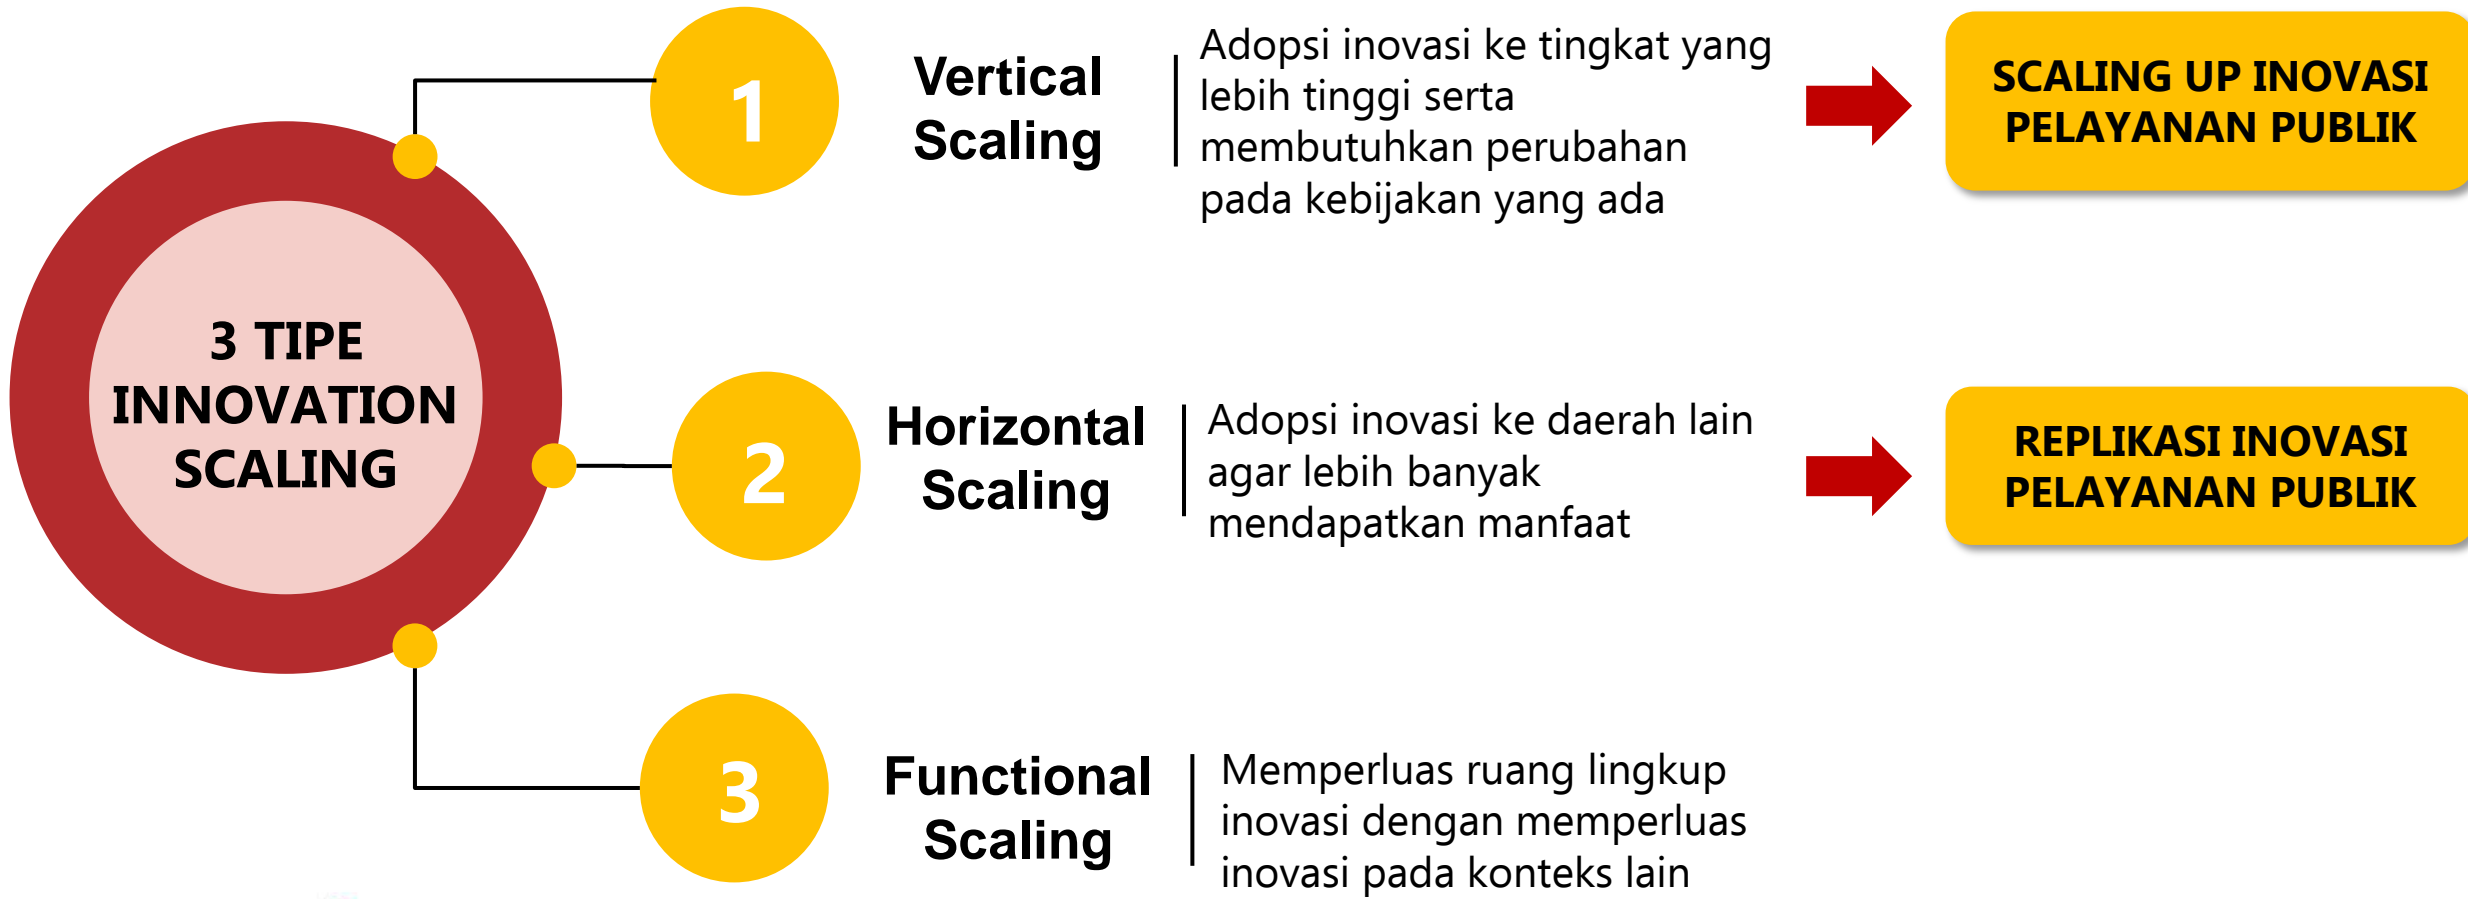 3 TIPE
INNOVATION
SCALING
1
Vertical
Scaling
Adopsi inovasi ke tingkat yang
lebih tinggi serta
membutuhkan perubahan
pada kebijakan yang ada
SCALING UP INOVASI
PELAYANAN PUBLIK
2
Horizontal
Scaling
Adopsi inovasi ke daerah lain
agar lebih banyak
mendapatkan manfaat
REPLIKASI INOVASI
PELAYANAN PUBLIK
3
Functional
Scaling
Memperluas ruang lingkup
inovasi dengan memperluas
inovasi pada konteks lain